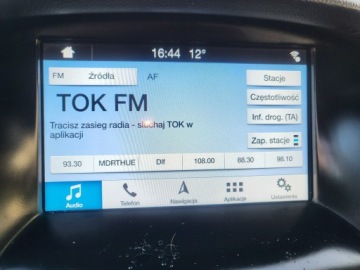 16:44 12°
FM Źródła AF Stacje
TOK FM
Częstotliwość
Tracisz zasieg radia - słuchaj TOK w
aplikacji
Inf. drog. (TA)
Zap. stacje
93.30 MDRTHUE Dlf 108.00 88.30 98.10
Audio Telefon Nawigacja Aplikacje Ustawienia